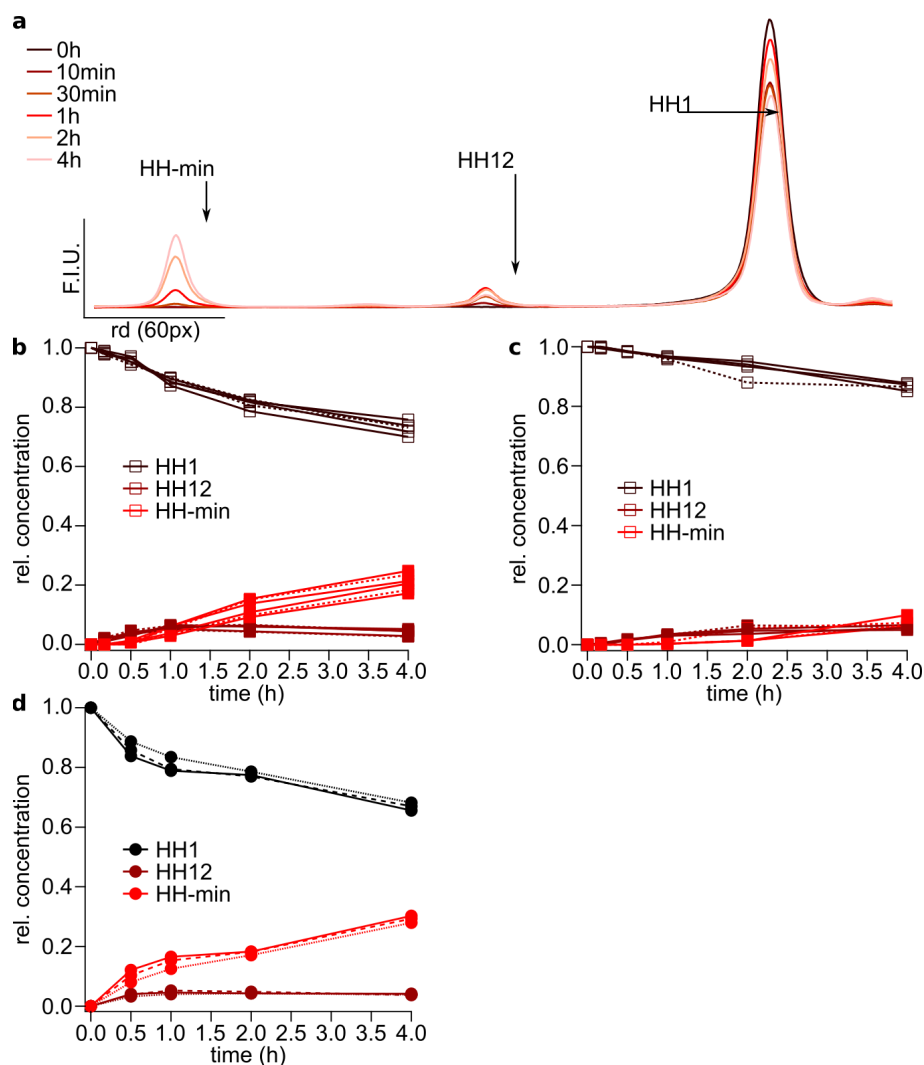 a
0h
10min
30min
1h
2h
4h
HH-min
HH12
HH1
F.I.U.
rd (60px)
b
rel. concentration
1.0
0.8
0.6
0.4
0.2
0.0
HH1
HH12
HH-min
0.0 0.5 1.0 1.5 2.0 2.5 3.0 3.5 4.0
time (h)
c
rel. concentration
1.0
0.8
0.6
0.4
0.2
0.0
HH1
HH12
HH-min
0.0 0.5 1.0 1.5 2.0 2.5 3.0 3.5 4.0
time (h)
d
rel. concentration
1.0
0.8
0.6
0.4
0.2
0.0
HH1
HH12
HH-min
0.0 0.5 1.0 1.5 2.0 2.5 3.0 3.5 4.0
time (h)